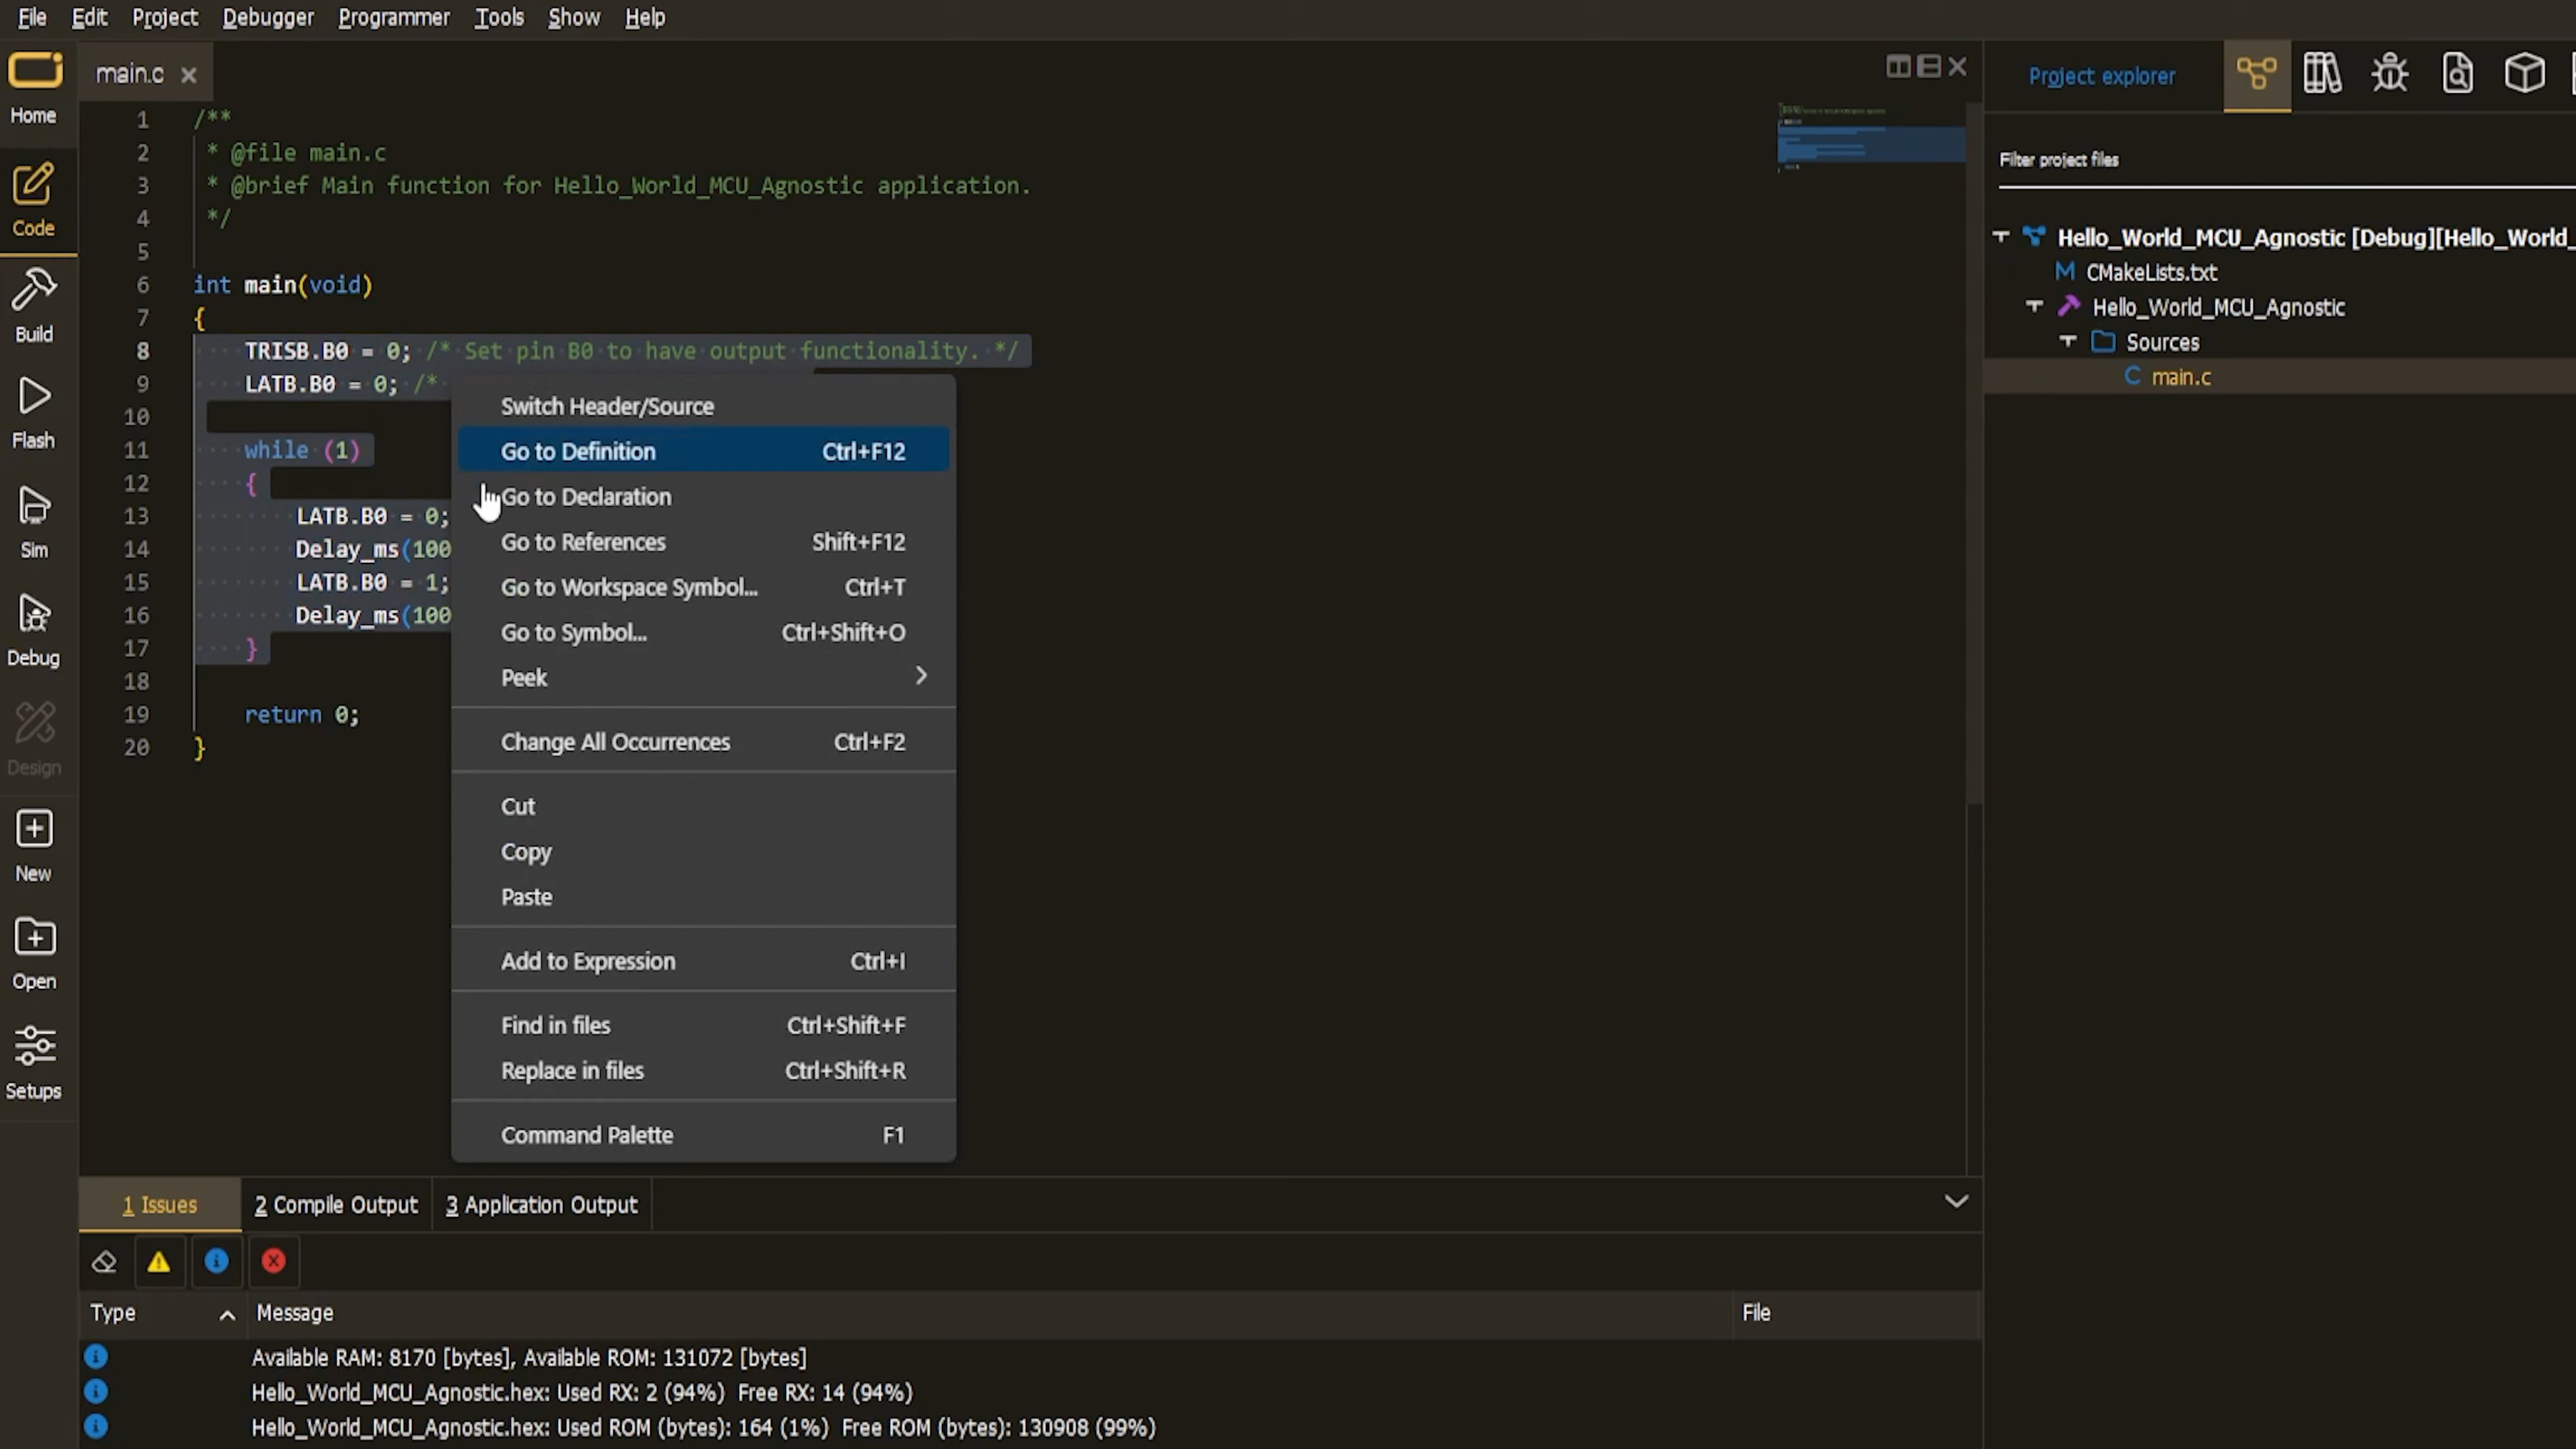 File Edit Project Debugger Programmer Tools Show Help
Home
Code
Build
Flash
Sim
Debug
Design
New
Open
Setups
main.c
1 /**
2 * @file main.c
3 * @brief Main function for Hello_World_MCU_Agnostic application.
4 */
5
6 int main(void)
7 {
8 TRISB.B0 = 0; /* Set pin B0 to have output functionality. */
9 LATB.B0 = 0; /*
10
11 while (1)
12 {
13 LATB.B0 = 0;
14 Delay_ms(100
15 LATB.B0 = 1;
16 Delay_ms(100
17 }
18
19 return 0;
20 }
Switch Header/Source
Go to Definition Ctrl+F12
Go to Declaration
Go to References Shift+F12
Go to Workspace Symbol... Ctrl+T
Go to Symbol... Ctrl+Shift+O
Peek
Change All Occurrences Ctrl+F2
Cut
Copy
Paste
Add to Expression Ctrl+I
Find in files Ctrl+Shift+F
Replace in files Ctrl+Shift+R
Command Palette F1
Project explorer
Filter project files
Hello_World_MCU_Agnostic [Debug][Hello_World_
M CMakeLists.txt
Hello_World_MCU_Agnostic
Sources
C main.c
1 Issues 2 Compile Output 3 Application Output
Type Message File
Available RAM: 8170 [bytes], Available ROM: 131072 [bytes]
Hello_World_MCU_Agnostic.hex: Used RX: 2 (94%) Free RX: 14 (94%)
Hello_World_MCU_Agnostic.hex: Used ROM (bytes): 164 (1%) Free ROM (bytes): 130908 (99%)